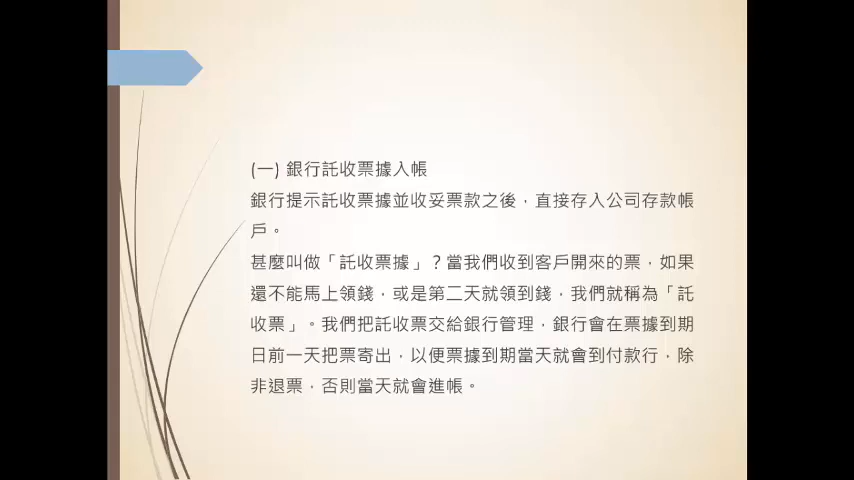 (一) 銀行託收票據入帳
銀行提示託收票據並收妥票款之後，直接存入公司存款帳
戶。
甚麼叫做「託收票據」？當我們收到客戶開來的票，如果
還不能馬上領錢，或是第二天就領到錢，我們就稱為「託
收票」。我們把託收票交給銀行管理，銀行會在票據到期
日前一天把票寄出，以便票據到期當天就會到付款行，除
非退票，否則當天就會進帳。